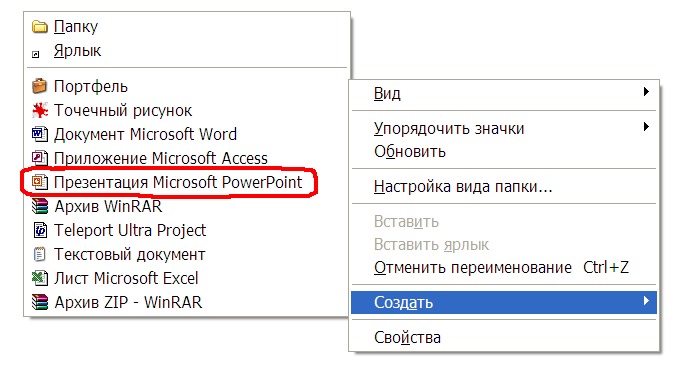 Папку
Ярлык
Портфель
Точечный рисунок
Документ Microsoft Word
Приложение Microsoft Access
Презентация Microsoft PowerPoint
Архив WinRAR
Teleport Ultra Project
Текстовый документ
Лист Microsoft Excel
Архив ZIP - WinRAR
Вид
Упорядочить значки
Обновить
Настройка вида папки...
Вставить
Вставить ярлык
Отменить переименование Ctrl+Z
Создать
Свойства